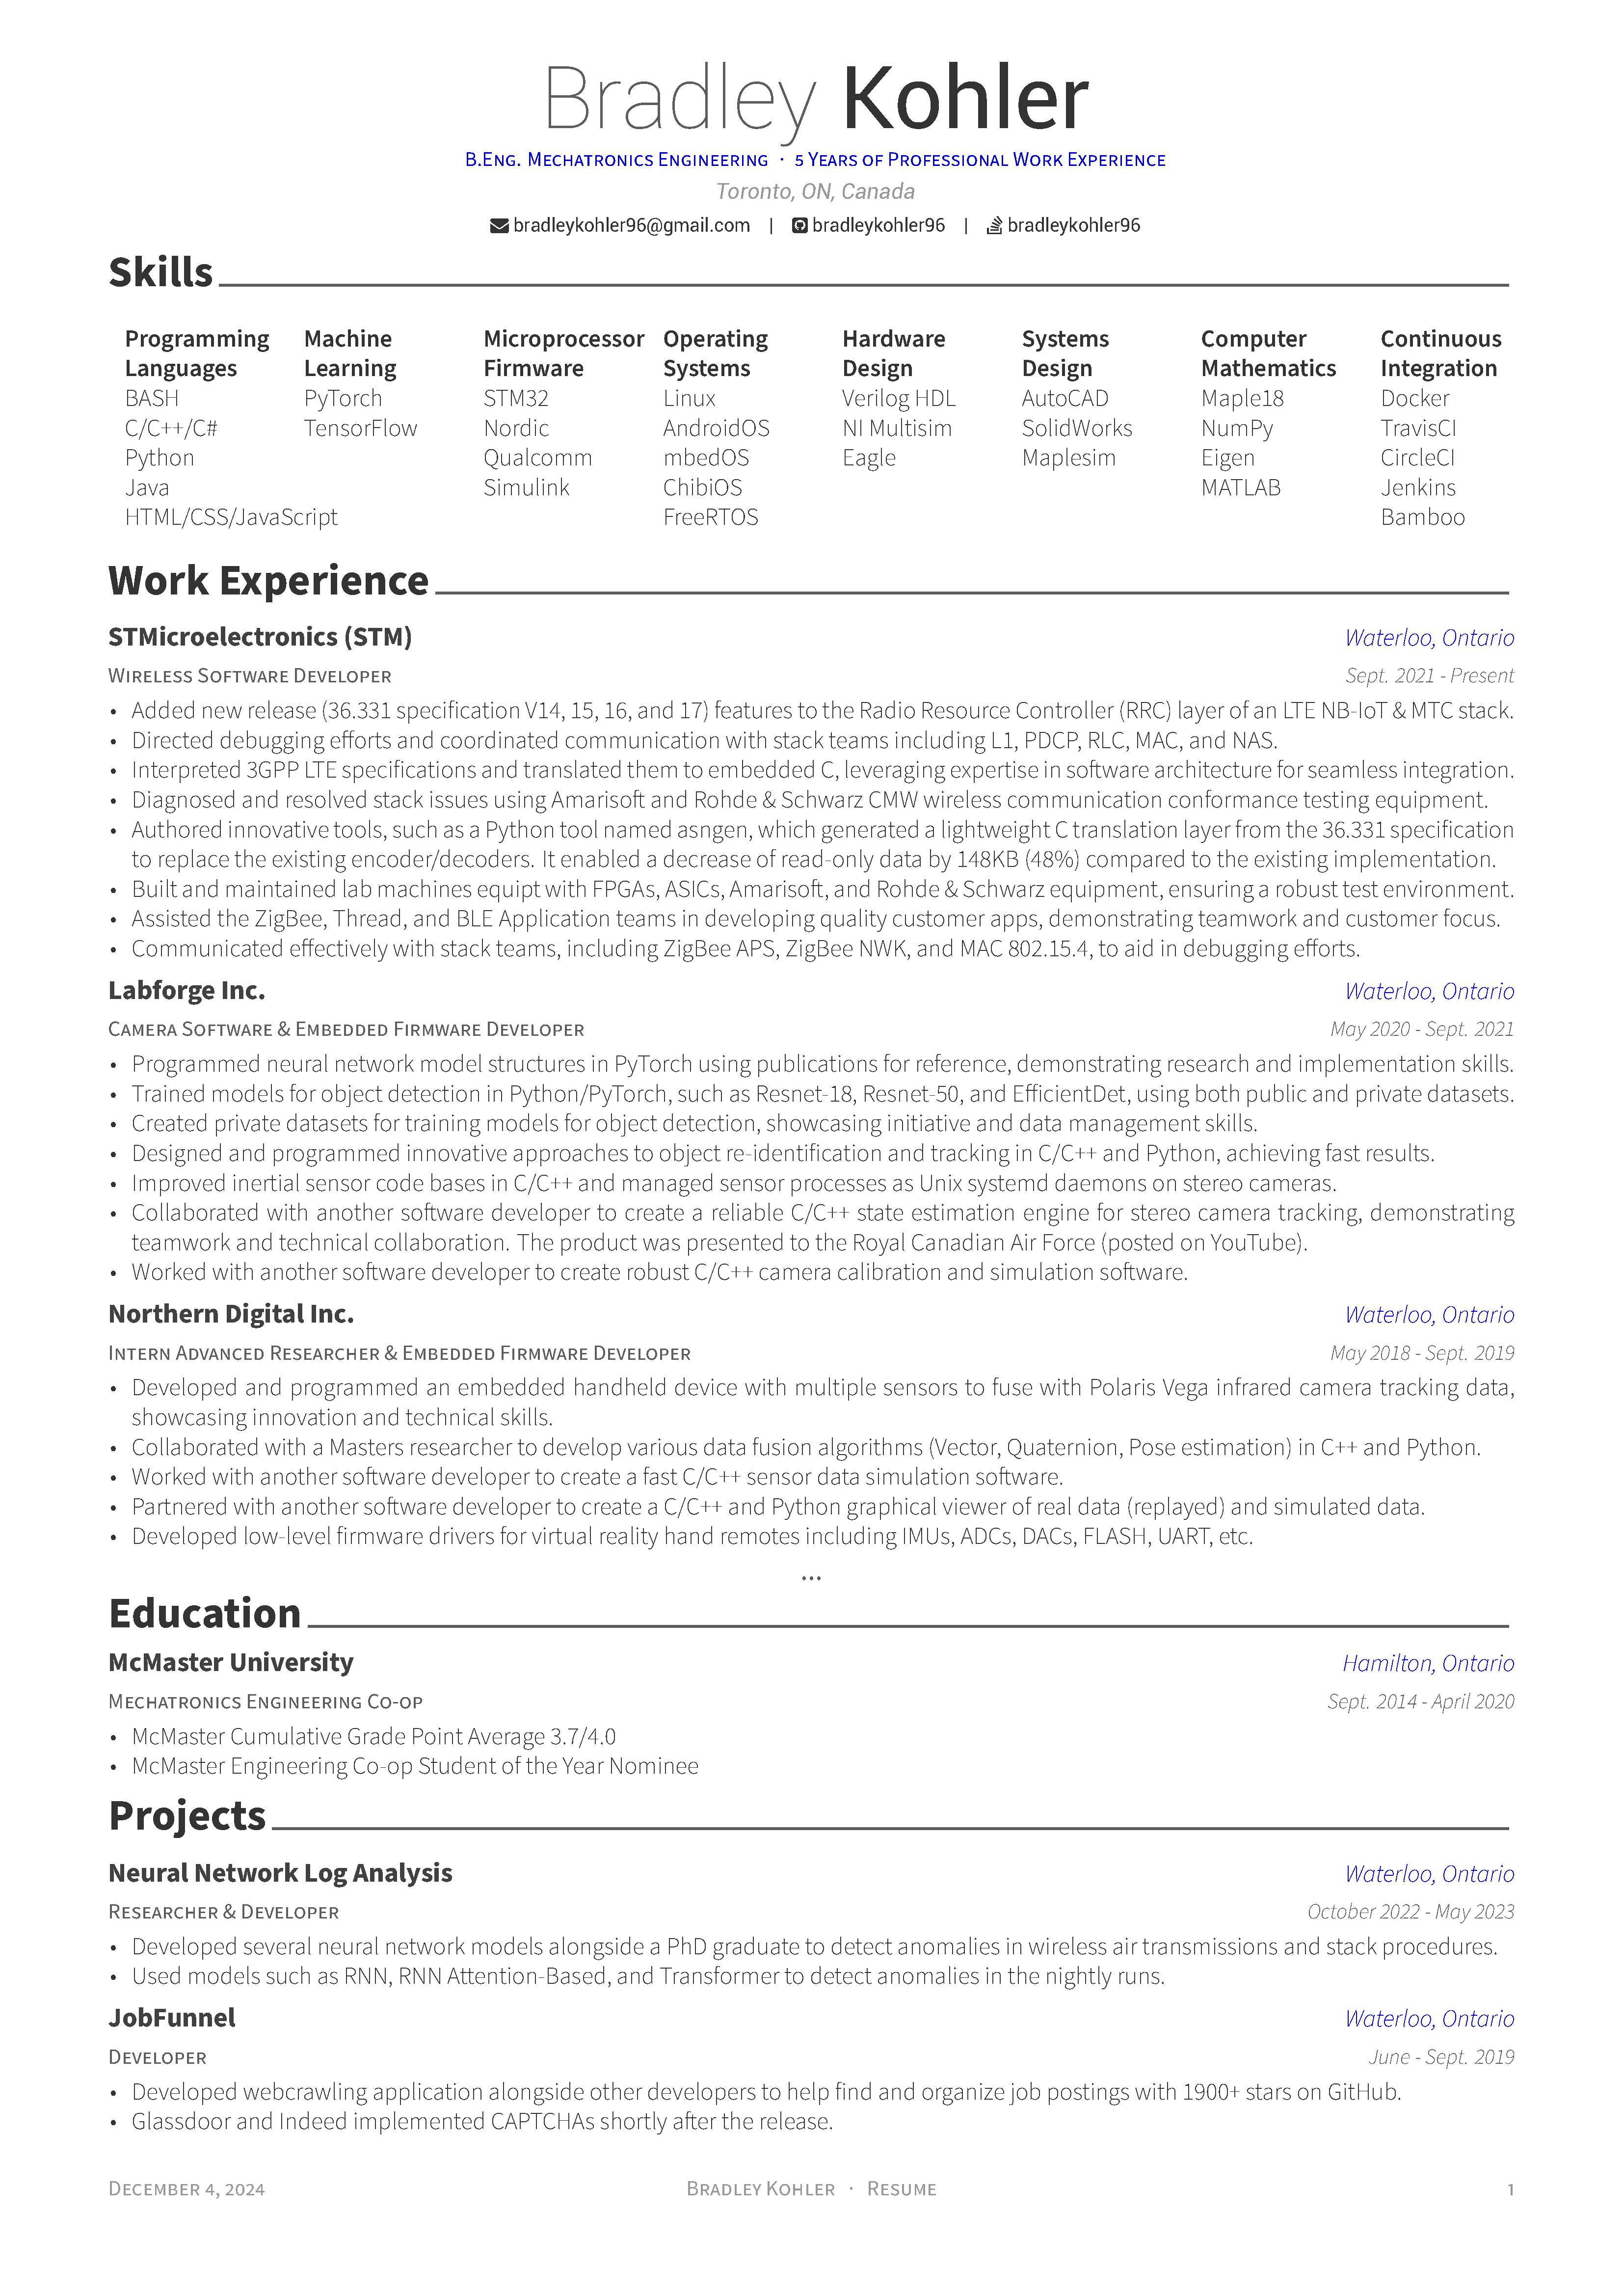 Bradley Kohler
B.Eng. Mechatronics Engineering · 5 Years of Professional Work Experience
Toronto, ON, Canada
bradleykohler96@gmail.com | bradleykohler96 | bradleykohler96
Skills
Programming Machine Microprocessor Operating Hardware Systems Computer Continuous
Languages Learning Firmware Systems Design Design Mathematics Integration
BASH PyTorch STM32 Linux Verilog HDL AutoCAD Maple18 Docker
C/C++/C# TensorFlow Nordic AndroidOS NI Multisim SolidWorks NumPy TravisCI
Python Qualcomm mbedOS Eagle Maplesim Eigen CircleCI
Java Simulink ChibiOS MATLAB Jenkins
HTML/CSS/JavaScript FreeRTOS Bamboo
Work Experience
STMicroelectronics (STM) Waterloo, Ontario
Wireless Software Developer Sept. 2021 - Present
• Added new release (36.331 specification V14, 15, 16, and 17) features to the Radio Resource Controller (RRC) layer of an LTE NB-IoT & MTC stack.
• Directed debugging efforts and coordinated communication with stack teams including L1, PDCP, RLC, MAC, and NAS.
• Interpreted 3GPP LTE specifications and translated them to embedded C, leveraging expertise in software architecture for seamless integration.
• Diagnosed and resolved stack issues using Amarisoft and Rohde & Schwarz CMW wireless communication conformance testing equipment.
• Authored innovative tools, such as a Python tool named asngen, which generated a lightweight C translation layer from the 36.331 specification
to replace the existing encoder/decoders. It enabled a decrease of read-only data by 148KB (48%) compared to the existing implementation.
• Built and maintained lab machines equipt with FPGAs, ASICs, Amarisoft, and Rohde & Schwarz equipment, ensuring a robust test environment.
• Assisted the ZigBee, Thread, and BLE Application teams in developing quality customer apps, demonstrating teamwork and customer focus.
• Communicated effectively with stack teams, including ZigBee APS, ZigBee NWK, and MAC 802.15.4, to aid in debugging efforts.
Labforge Inc. Waterloo, Ontario
Camera Software & Embedded Firmware Developer May 2020 - Sept. 2021
• Programmed neural network model structures in PyTorch using publications for reference, demonstrating research and implementation skills.
• Trained models for object detection in Python/PyTorch, such as Resnet-18, Resnet-50, and EfficientDet, using both public and private datasets.
• Created private datasets for training models for object detection, showcasing initiative and data management skills.
• Designed and programmed innovative approaches to object re-identification and tracking in C/C++ and Python, achieving fast results.
• Improved inertial sensor code bases in C/C++ and managed sensor processes as Unix systemd daemons on stereo cameras.
• Collaborated with another software developer to create a reliable C/C++ state estimation engine for stereo camera tracking, demonstrating
teamwork and technical collaboration. The product was presented to the Royal Canadian Air Force (posted on YouTube).
• Worked with another software developer to create robust C/C++ camera calibration and simulation software.
Northern Digital Inc. Waterloo, Ontario
Intern Advanced Researcher & Embedded Firmware Developer May 2018 - Sept. 2019
• Developed and programmed an embedded handheld device with multiple sensors to fuse with Polaris Vega infrared camera tracking data,
showcasing innovation and technical skills.
• Collaborated with a Masters researcher to develop various data fusion algorithms (Vector, Quaternion, Pose estimation) in C++ and Python.
• Worked with another software developer to create a fast C/C++ sensor data simulation software.
• Partnered with another software developer to create a C/C++ and Python graphical viewer of real data (replayed) and simulated data.
• Developed low-level firmware drivers for virtual reality hand remotes including IMUs, ADCs, DACs, FLASH, UART, etc.
...
Education
McMaster University Hamilton, Ontario
Mechatronics Engineering Co-op Sept. 2014 - April 2020
• McMaster Cumulative Grade Point Average 3.7/4.0
• McMaster Engineering Co-op Student of the Year Nominee
Projects
Neural Network Log Analysis Waterloo, Ontario
Researcher & Developer October 2022 - May 2023
• Developed several neural network models alongside a PhD graduate to detect anomalies in wireless air transmissions and stack procedures.
• Used models such as RNN, RNN Attention-Based, and Transformer to detect anomalies in the nightly runs.
JobFunnel Waterloo, Ontario
Developer June - Sept. 2019
• Developed webcrawling application alongside other developers to help find and organize job postings with 1900+ stars on GitHub.
• Glassdoor and Indeed implemented CAPTCHAs shortly after the release.
December 4, 2024 Bradley Kohler · Resume 1